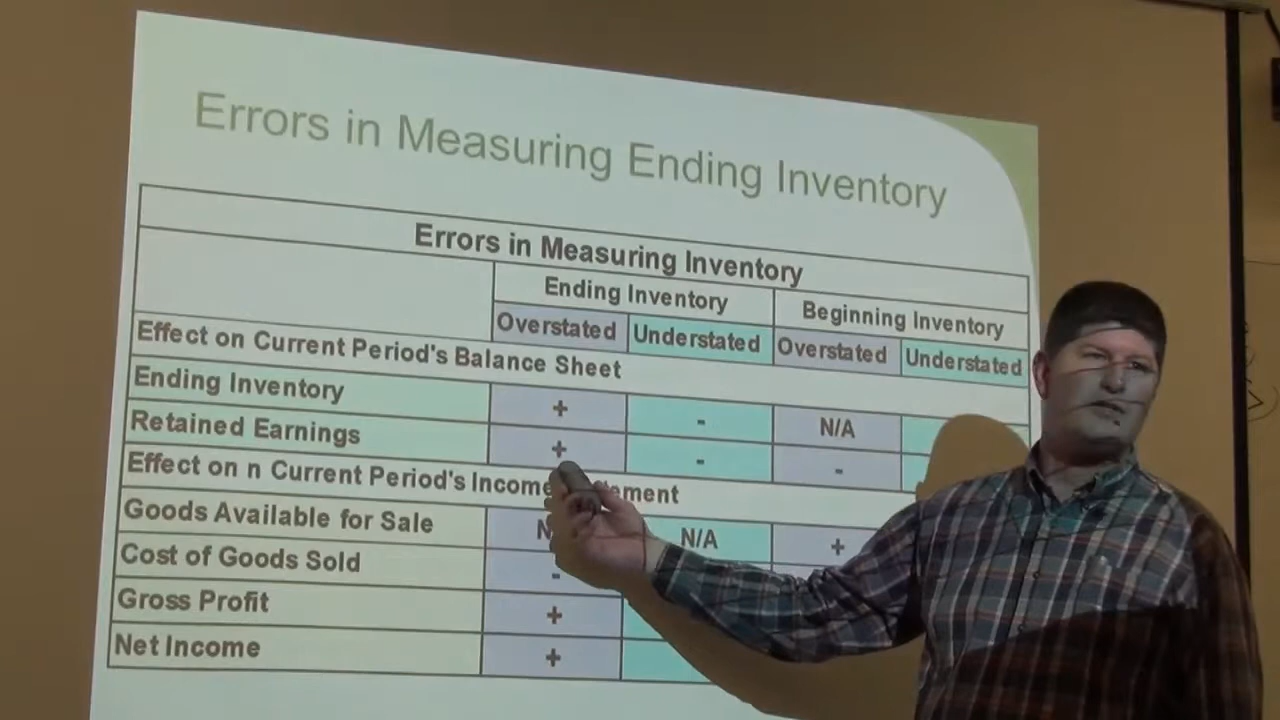 Errors in Measuring Ending Inventory
Errors in Measuring Inventory
Ending Inventory Beginning Inventory
Overstated Understated Overstated Understated
Effect on Current Period's Balance Sheet
Ending Inventory + - N/A
Retained Earnings + - -
Effect on n Current Period's Income
Goods Available for Sale N/A +
Cost of Goods Sold -
Gross Profit +
Net Income +